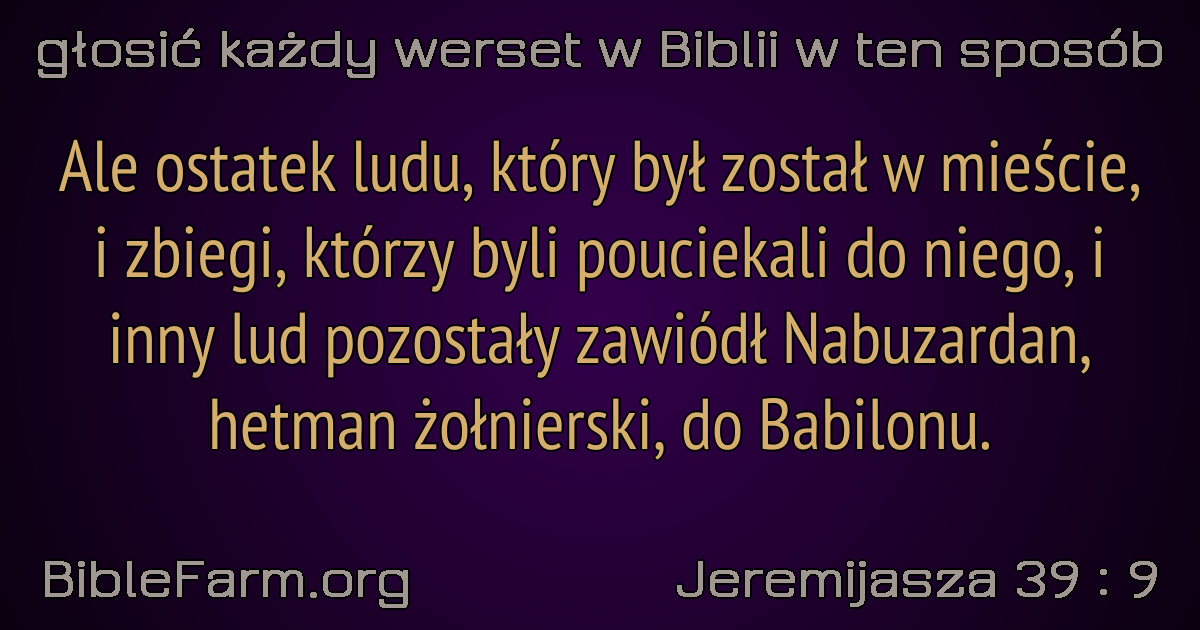 głosić każdy werset w Biblii w ten sposób
Ale ostatek ludu, który był został w mieście,
i zbiegi, którzy byli pouciekali do niego, i
inny lud pozostały zawiódł Nabuzardan,
hetman żołnierski, do Babilonu.
BibleFarm.org
Jeremijasza 39 : 9